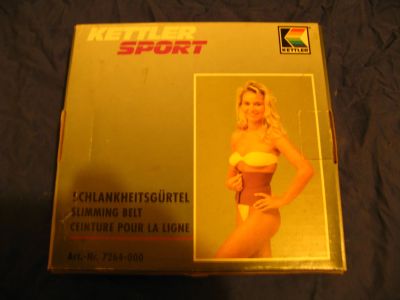 KETTLER
SPORT
KETTLER
SCHLANKHEITSGÜRTEL
SLIMMING BELT
CEINTURE POUR LA LIGNE
Art.-Nr. 7264-000